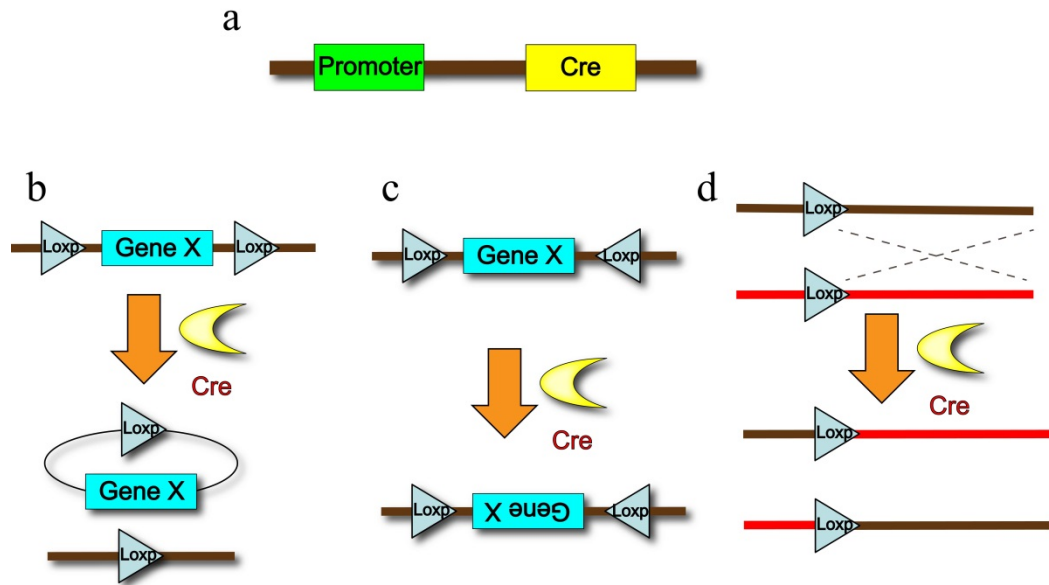 a
Promoter Cre
b
Loxp Gene X Loxp
Cre
Loxp
Gene X
Loxp
c
Loxp Gene X Loxp
Cre
Loxp Gene X Loxp
d
Loxp
Loxp
Cre
Loxp
Loxp